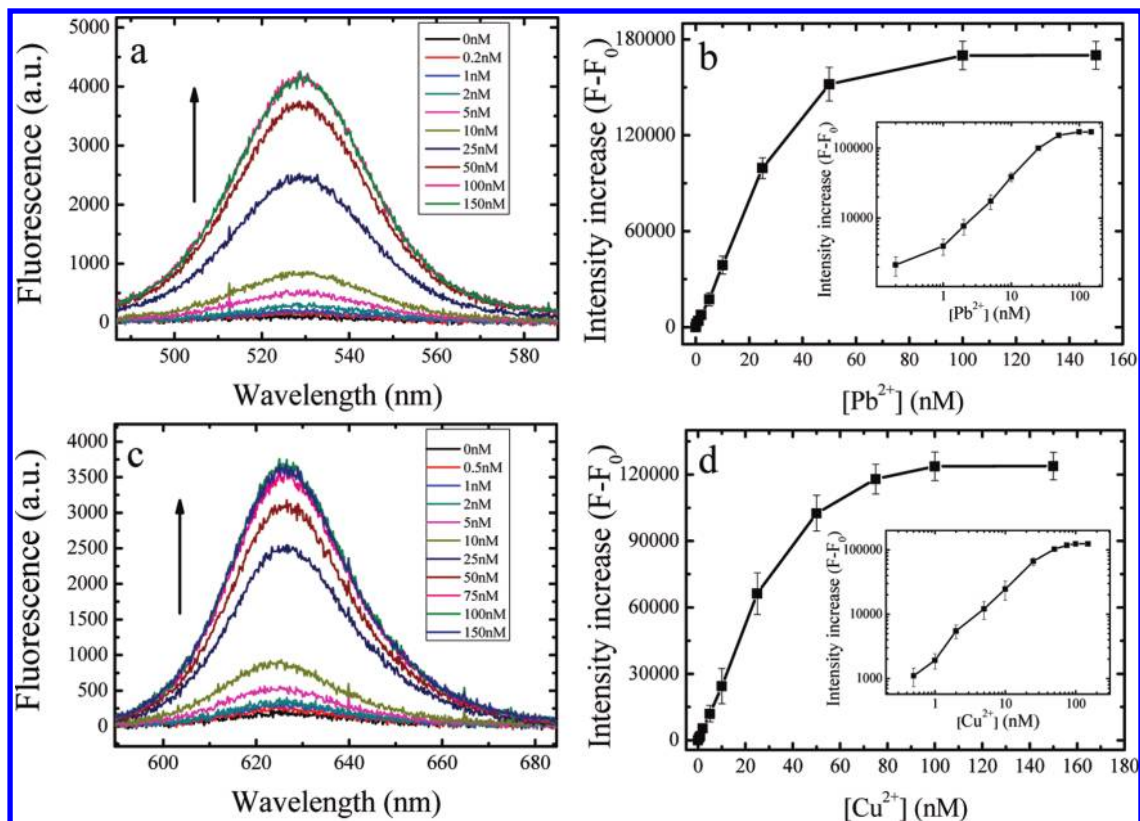 a
5000
4000
3000
2000
1000
0
Fluorescence (a.u.)
500
520
540
560
580
Wavelength (nm)
0nM
0.2nM
1nM
2nM
5nM
10nM
25nM
50nM
100nM
150nM
b
180000
135000
90000
45000
0
Intensity increase (F-F₀)
0
20
40
60
80
100
120
140
160
[Pb²⁺] (nM)
100000
10000
Intensity increase (F-F₀)
1
10
100
[Pb²⁺] (nM)
c
4000
3500
3000
2500
2000
1500
1000
500
0
Fluorescence (a.u.)
600
620
640
660
680
Wavelength (nm)
0nM
0.5nM
1nM
2nM
5nM
10nM
25nM
50nM
75nM
100nM
150nM
d
120000
90000
60000
30000
0
Intensity increase (F-F₀)
0
20
40
60
80
100
120
140
160
180
[Cu²⁺] (nM)
100000
10000
1000
Intensity increase (F-F₀)
1
10
100
[Cu²⁺] (nM)